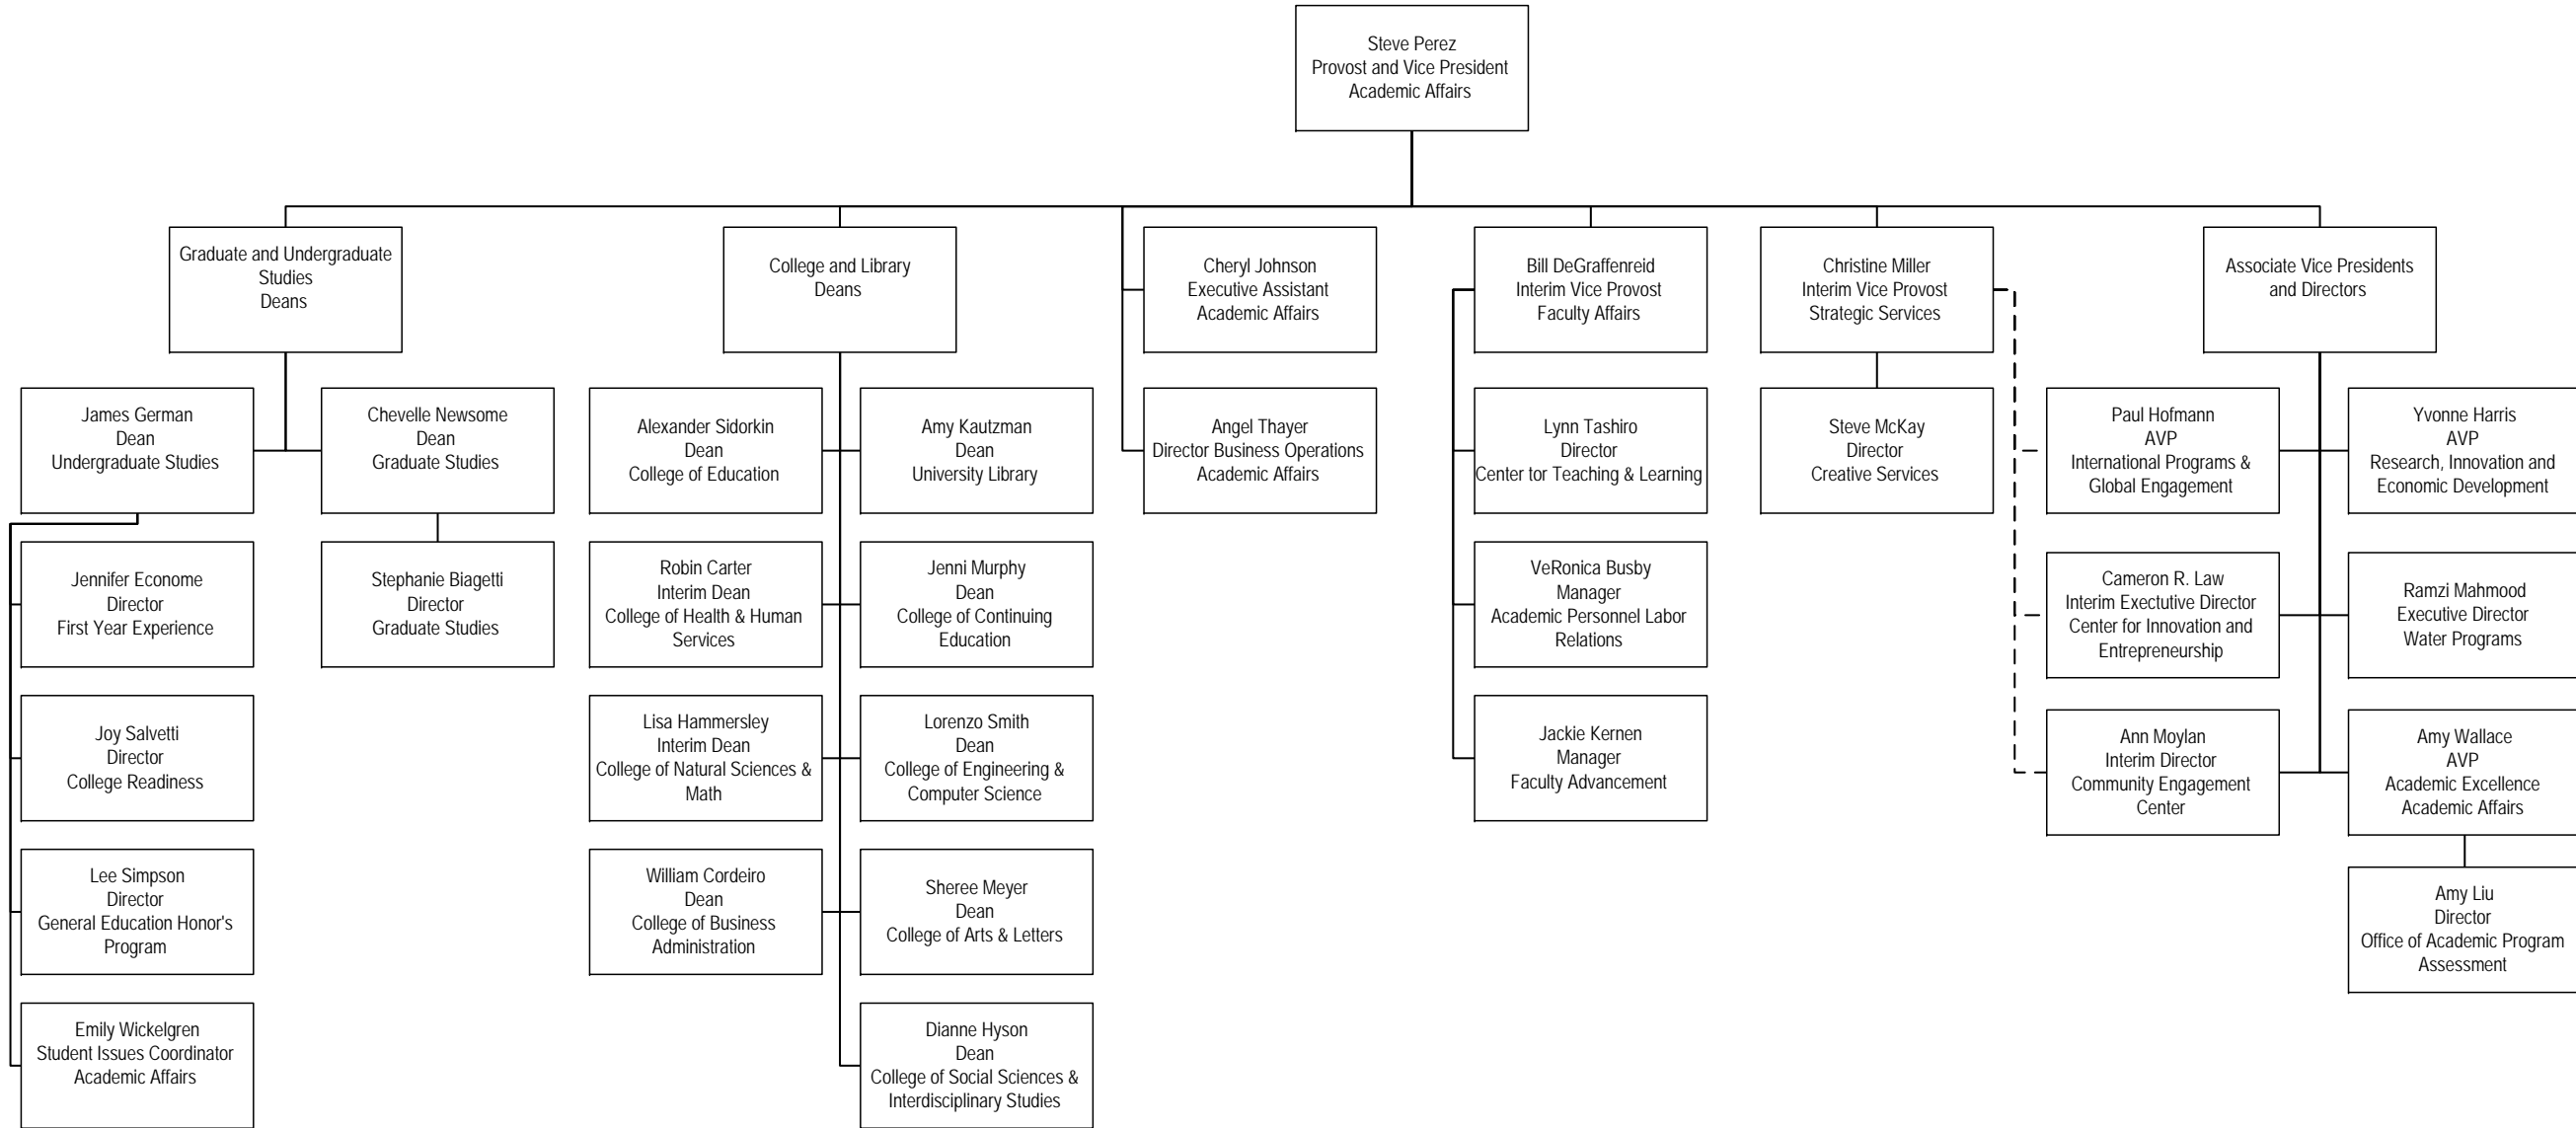 Steve Perez
Provost and Vice President
Academic Affairs
Graduate and Undergraduate
Studies
Deans
College and Library
Deans
Cheryl Johnson
Executive Assistant
Academic Affairs
Bill DeGraffenreid
Interim Vice Provost
Faculty Affairs
Christine Miller
Interim Vice Provost
Strategic Services
Associate Vice Presidents
and Directors
James German
Dean
Undergraduate Studies
Chevelle Newsome
Dean
Graduate Studies
Alexander Sidorkin
Dean
College of Education
Amy Kautzman
Dean
University Library
Angel Thayer
Director Business Operations
Academic Affairs
Lynn Tashiro
Director
Center tor Teaching & Learning
Steve McKay
Director
Creative Services
Paul Hofmann
AVP
International Programs &
Global Engagement
Yvonne Harris
AVP
Research, Innovation and
Economic Development
Jennifer Econome
Director
First Year Experience
Stephanie Biagetti
Director
Graduate Studies
Robin Carter
Interim Dean
College of Health & Human
Services
Jenni Murphy
Dean
College of Continuing
Education
VeRonica Busby
Manager
Academic Personnel Labor
Relations
Cameron R. Law
Interim Exectutive Director
Center for Innovation and
Entrepreneurship
Ramzi Mahmood
Executive Director
Water Programs
Joy Salvetti
Director
College Readiness
Lisa Hammersley
Interim Dean
College of Natural Sciences &
Math
Lorenzo Smith
Dean
College of Engineering &
Computer Science
Jackie Kernen
Manager
Faculty Advancement
Ann Moylan
Interim Director
Community Engagement
Center
Amy Wallace
AVP
Academic Excellence
Academic Affairs
Lee Simpson
Director
General Education Honor's
Program
William Cordeiro
Dean
College of Business
Administration
Sheree Meyer
Dean
College of Arts & Letters
Amy Liu
Director
Office of Academic Program
Assessment
Emily Wickelgren
Student Issues Coordinator
Academic Affairs
Dianne Hyson
Dean
College of Social Sciences &
Interdisciplinary Studies